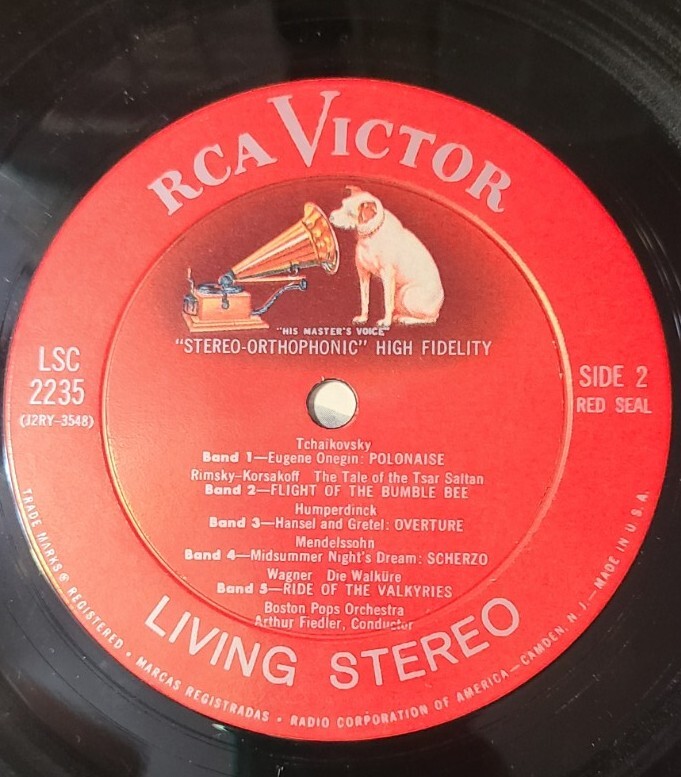 RCA VICTOR
"HIS MASTER'S VOICE"
"STEREO-ORTHOPHONIC" HIGH FIDELITY
LSC
2235
(J2RY-3548)
SIDE 2
RED SEAL
Tchaikovsky
Band 1—Eugene Onegin: POLONAISE
Rimsky-Korsakoff The Tale of the Tsar Saltan
Band 2—FLIGHT OF THE BUMBLE BEE
Humperdinck
Band 3—Hansel and Gretel: OVERTURE
Mendelssohn
Band 4—Midsummer Night's Dream: SCHERZO
Wagner Die Walküre
Band 5—RIDE OF THE VALKYRIES
Boston Pops Orchestra
Arthur Fiedler, Conductor
LIVING STEREO
TRADE MARKS ® REGISTERED • MARCAS REGISTRADAS • RADIO CORPORATION OF AMERICA—CAMDEN, N. J.—MADE IN U.S.A.